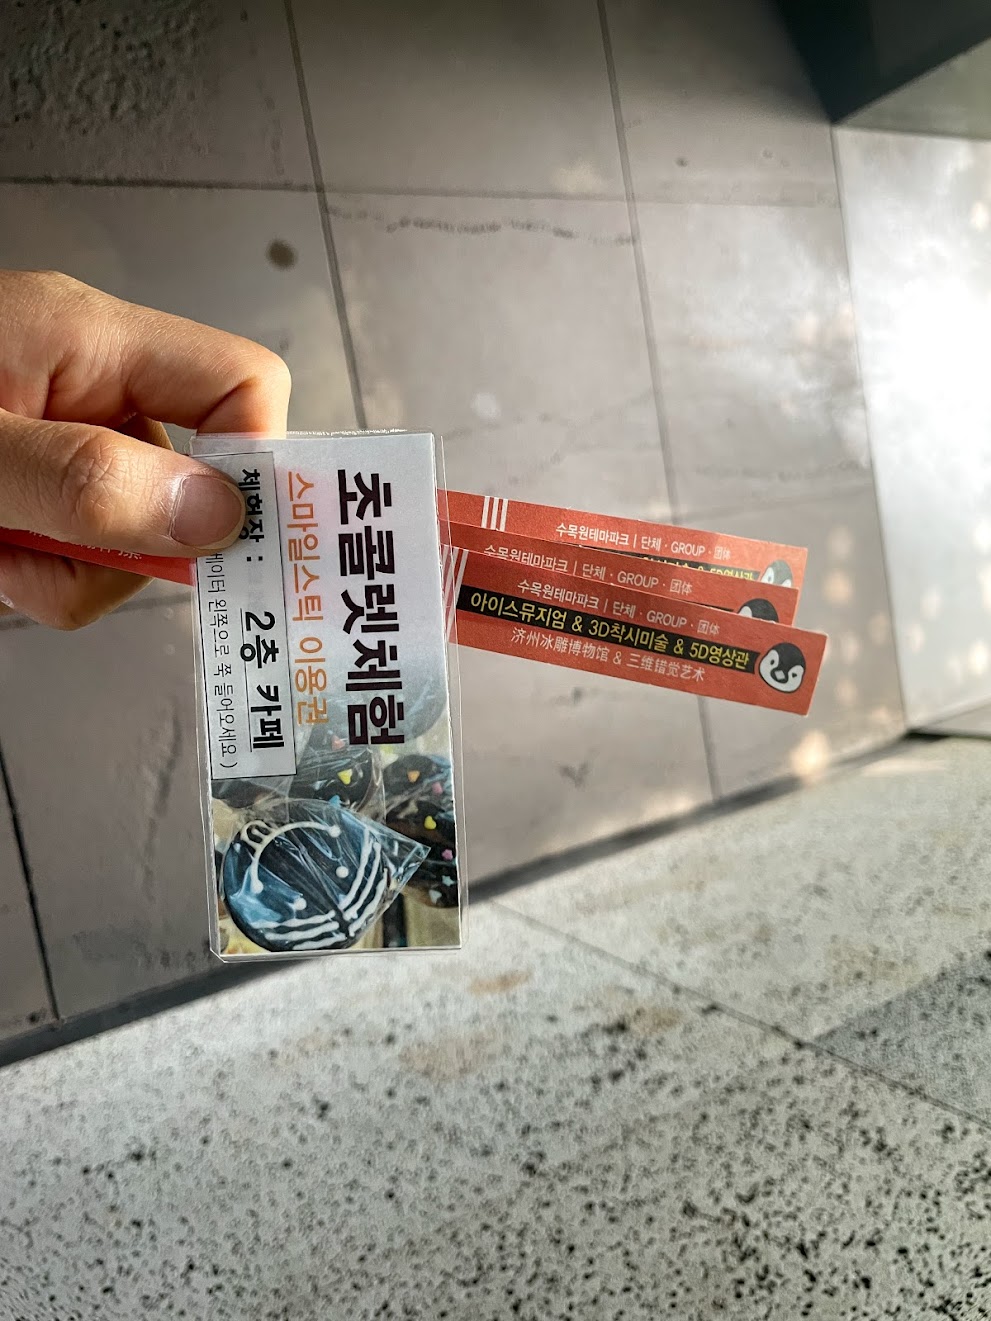 초콜렛체험
스마일스틱 이용권
체험장 :
2층 카페
베이터 왼쪽으로 쭉 들어오세요 )
수목원테마파크 | 단체 · GROUP · 团体
5D영상관
수목원테마파크 | 단체 · GROUP · 团体
수목원테마파크 | 단체 · GROUP · 团体
아이스뮤지엄 & 3D착시미술 & 5D영상관
济州冰雕博物馆 & 三维错觉艺术